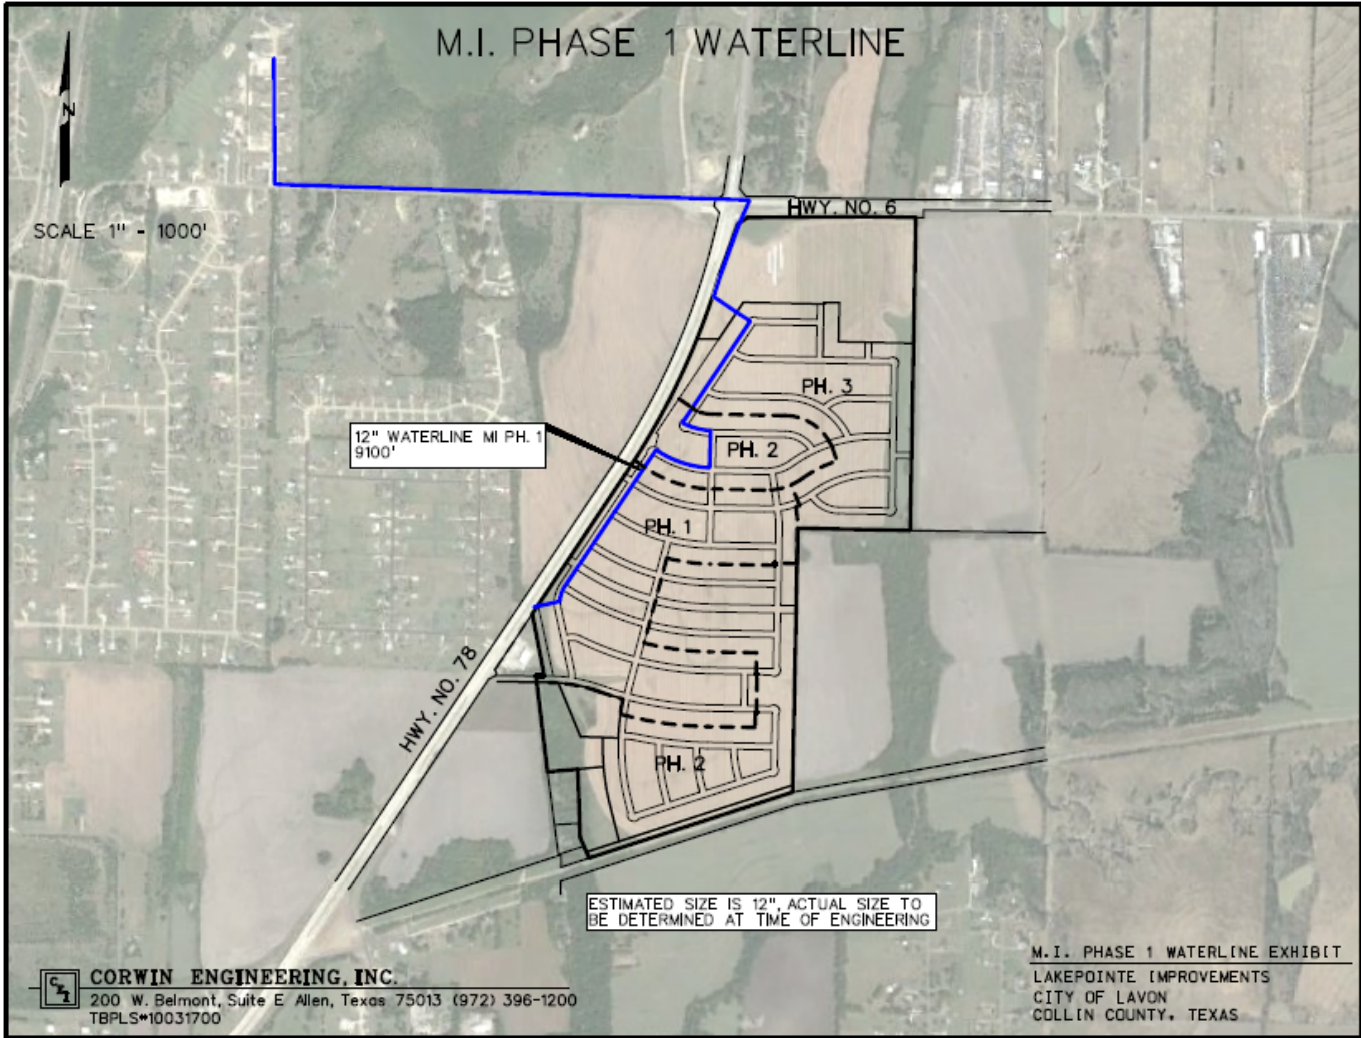 M.I. PHASE 1 WATERLINE
N
SCALE 1" - 1000'
HWY. NO. 6
PH. 3
12" WATERLINE MI PH. 1
9100'
PH. 2
PH. 1
HWY. NO. 78
PH. 2
ESTIMATED SIZE IS 12", ACTUAL SIZE TO
BE DETERMINED AT TIME OF ENGINEERING
CEI
CORWIN ENGINEERING, INC.
200 W. Belmont, Suite E Allen, Texas 75013 (972) 396-1200
TBPLS#10031700
M.I. PHASE 1 WATERLINE EXHIBIT
LAKEPOINTE IMPROVEMENTS
CITY OF LAVON
COLLIN COUNTY, TEXAS